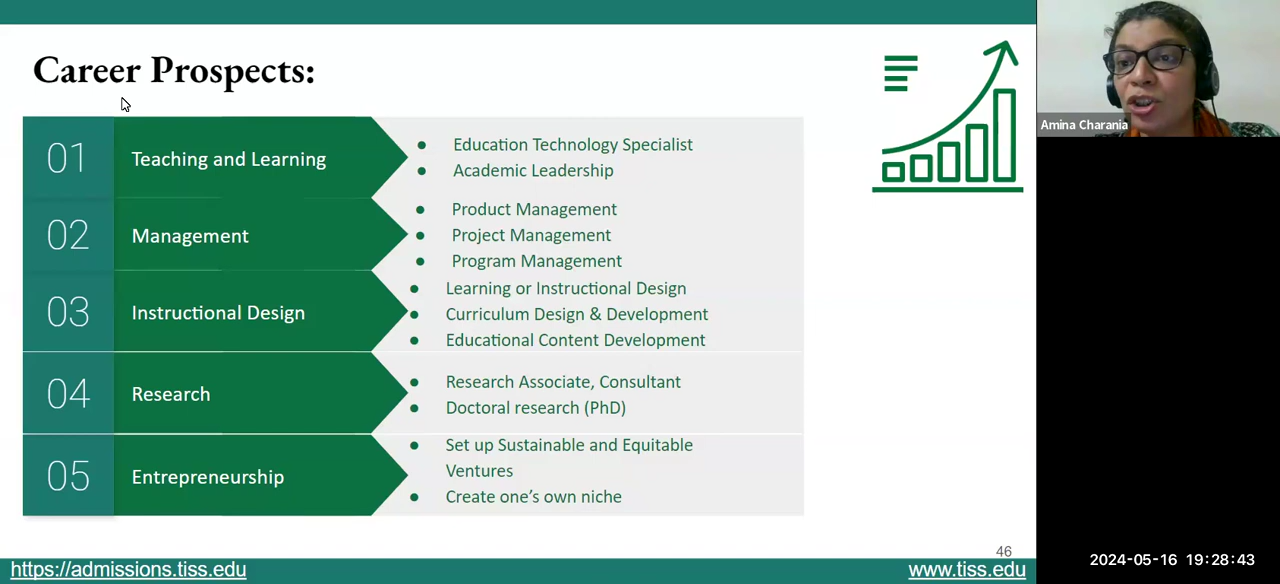 Career Prospects:
01
Teaching and Learning
● Education Technology Specialist
● Academic Leadership
02
Management
● Product Management
● Project Management
● Program Management
03
Instructional Design
● Learning or Instructional Design
● Curriculum Design & Development
● Educational Content Development
04
Research
● Research Associate, Consultant
● Doctoral research (PhD)
05
Entrepreneurship
● Set up Sustainable and Equitable
Ventures
● Create one’s own niche
46
https://admissions.tiss.edu
www.tiss.edu
Amina Charania
2024-05-16 19:28:43